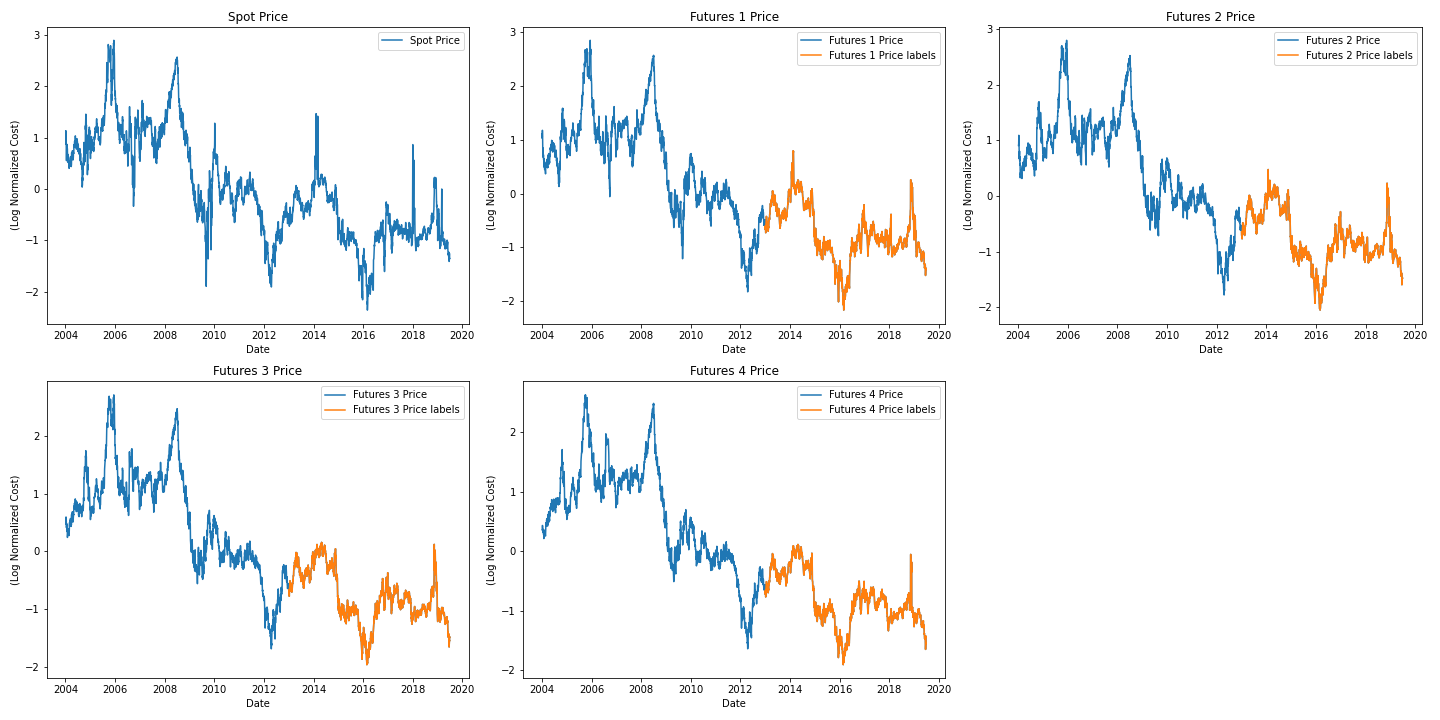 Spot Price
(Log Normalized Cost)
3
2
1
0
−1
−2
Spot Price
2004 2006 2008 2010 2012 2014 2016 2018 2020
Date
Futures 1 Price
(Log Normalized Cost)
3
2
1
0
−1
−2
Futures 1 Price
Futures 1 Price labels
2004 2006 2008 2010 2012 2014 2016 2018 2020
Date
Futures 2 Price
(Log Normalized Cost)
3
2
1
0
−1
−2
Futures 2 Price
Futures 2 Price labels
2004 2006 2008 2010 2012 2014 2016 2018 2020
Date
Futures 3 Price
(Log Normalized Cost)
2
1
0
−1
−2
Futures 3 Price
Futures 3 Price labels
2004 2006 2008 2010 2012 2014 2016 2018 2020
Date
Futures 4 Price
(Log Normalized Cost)
2
1
0
−1
−2
Futures 4 Price
Futures 4 Price labels
2004 2006 2008 2010 2012 2014 2016 2018 2020
Date